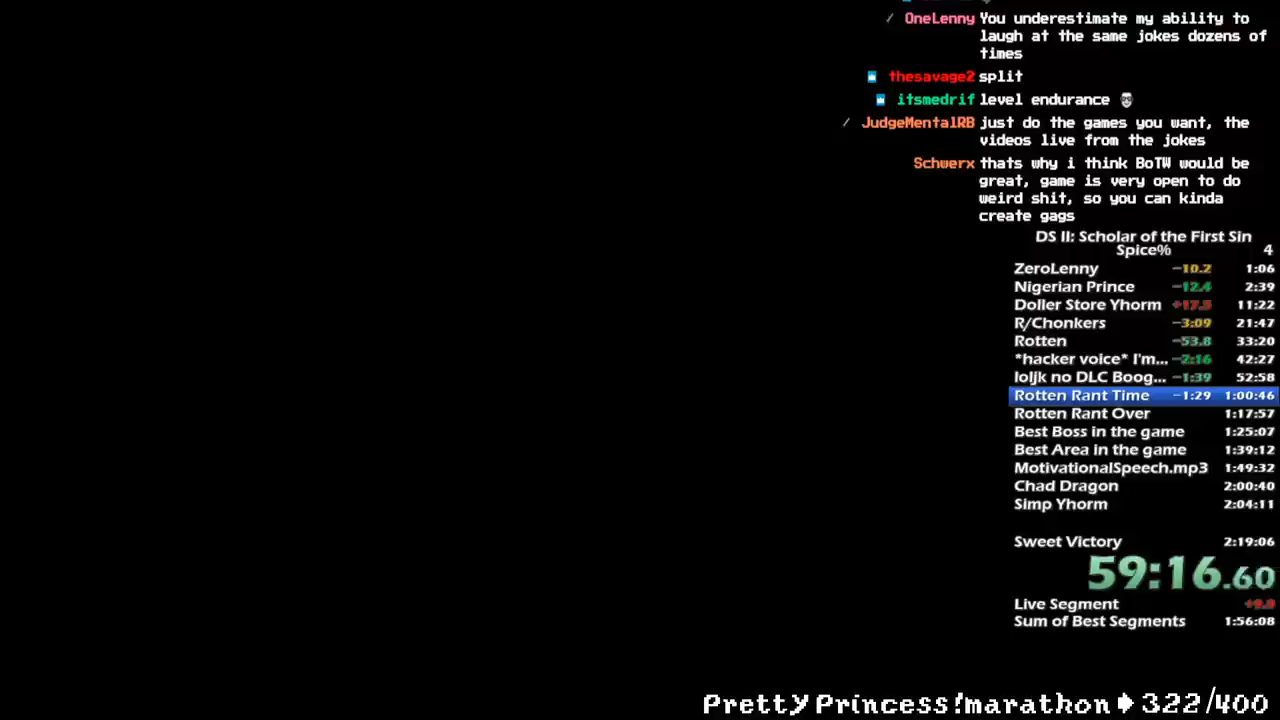 OneLenny You underestimate my ability to
laugh at the same jokes dozens of
times
thesavage2 split
itsmedrif level endurance
JudgeMentalRB just do the games you want, the
videos live from the jokes
Schwerx thats why i think BoTW would be
great, game is very open to do
weird shit, so you can kinda
create gags
DS II: Scholar of the First Sin
Spice% 4
ZeroLenny -10.2 1:06
Nigerian Prince -12.4 2:39
Doller Store Yhorm +17.5 11:22
R/Chonkers -3:09 21:47
Rotten -53.8 33:20
*hacker voice* I'm... -2:16 42:27
loljk no DLC Boog... -1:39 52:58
Rotten Rant Time -1:29 1:00:46
Rotten Rant Over 1:17:57
Best Boss in the game 1:25:07
Best Area in the game 1:39:12
MotivationalSpeech.mp3 1:49:32
Chad Dragon 2:00:40
Simp Yhorm 2:04:11
Sweet Victory 2:19:06
59:16.60
Live Segment
Sum of Best Segments 1:56:08
Pretty Princess !marathon → 322/400